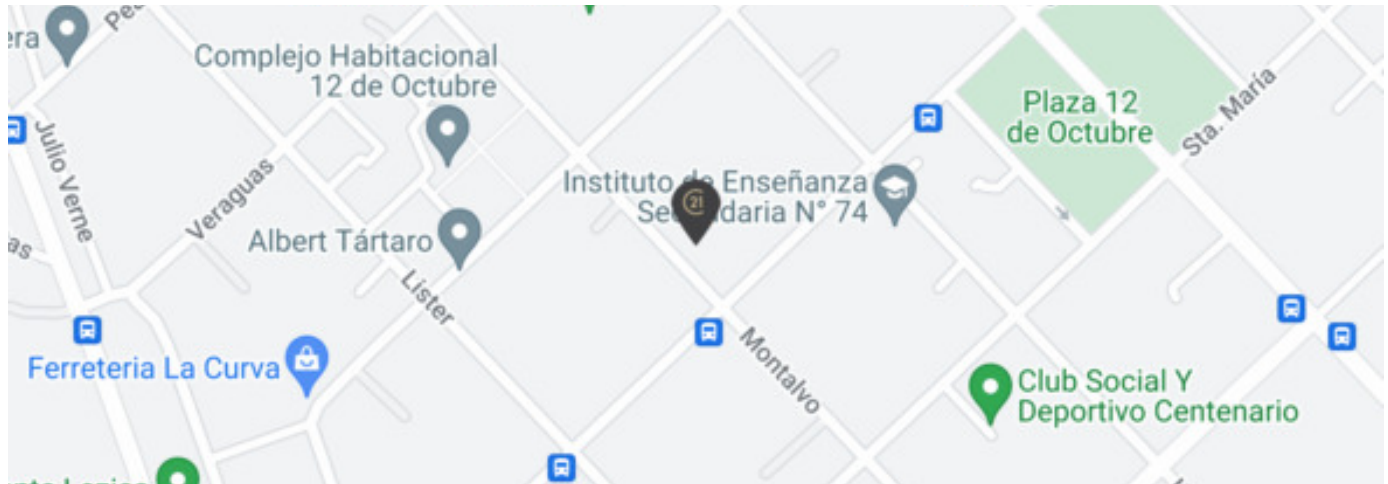 Complejo Habitacional
12 de Octubre
Plaza 12
de Octubre
Sta. María
Julio Verne
Veraguas
Instituto de Enseñanza
Secundaria N° 74
21
Albert Tártaro
Lister
Ferreteria La Curva
Montalvo
Club Social Y
Deportivo Centenario